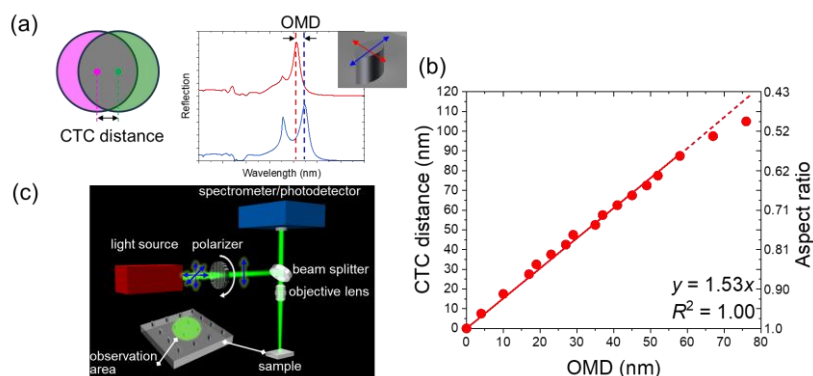 (a)
CTC distance
OMD
Reflection
Wavelength (nm)
(b)
CTC distance (nm)
120
110
100
90
80
70
60
50
40
30
20
10
0
0 10 20 30 40 50 60 70 80
OMD (nm)
0.43
0.52
0.62
0.71
0.81
0.90
1.0
Aspect ratio
y = 1.53x
R² = 1.00
(c)
spectrometer/photodetector
light source
polarizer
beam splitter
objective lens
observation
area
sample